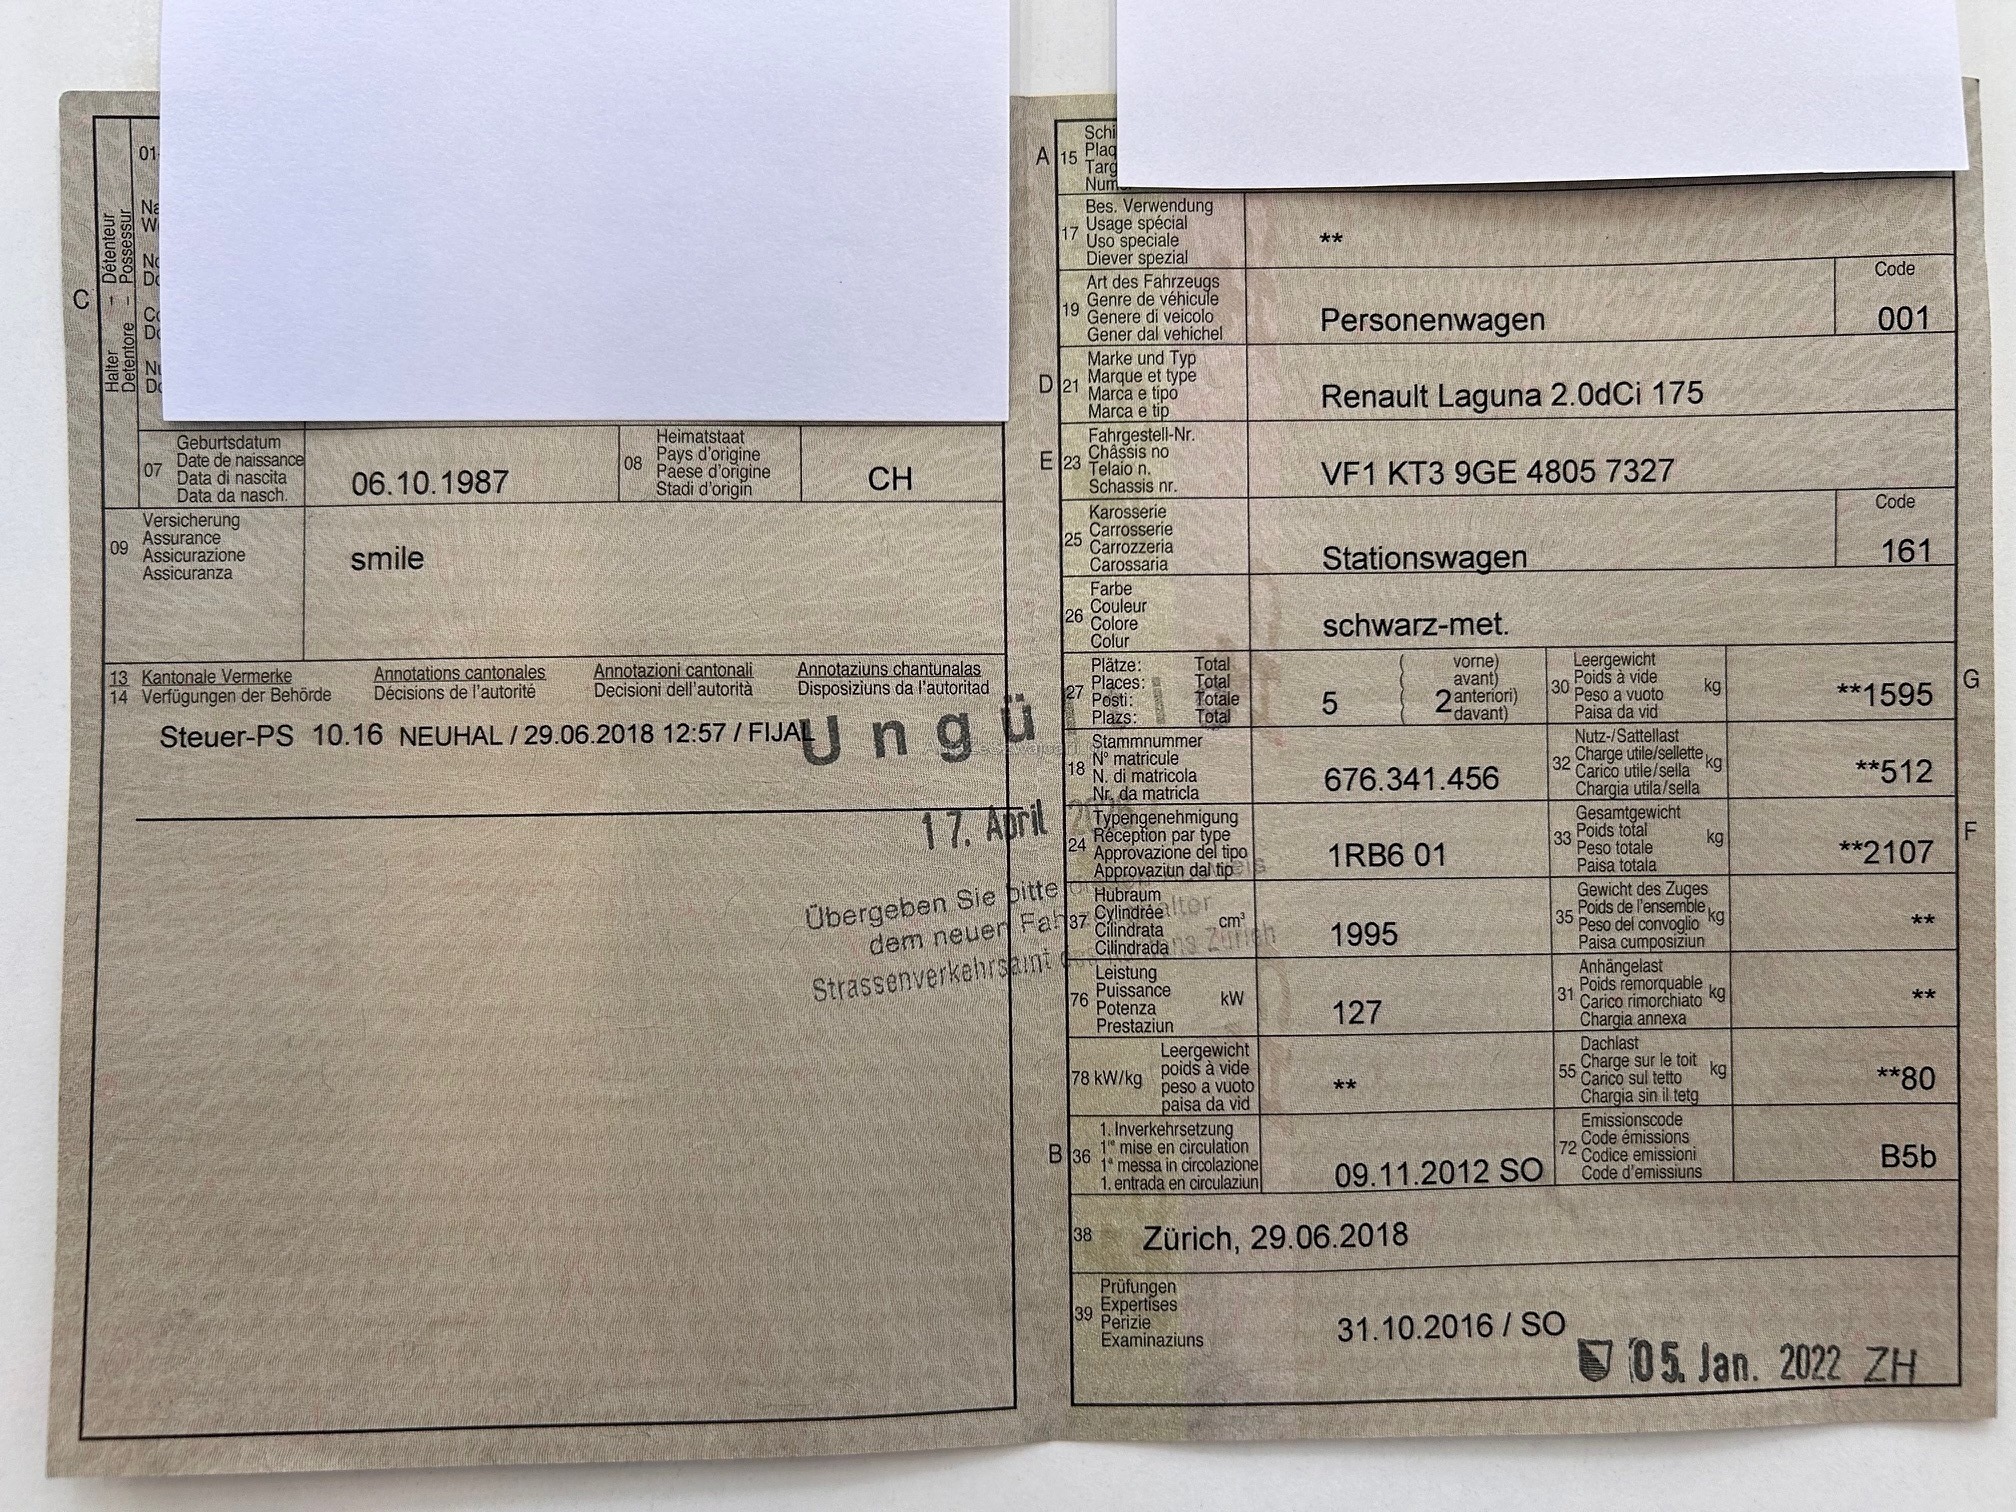 C
Halter – Détenteur
Detentore – Possessur
01
07
Geburtsdatum
Date de naissance
Data di nascita
Data da nasch.
06.10.1987
08
Heimatstaat
Pays d'origine
Paese d'origine
Stadi d'origin
CH
09
Versicherung
Assurance
Assicurazione
Assicuranza
smile
13 Kantonale Vermerke Annotations cantonales Annotazioni cantonali Annotaziuns chantunalas
14 Verfügungen der Behörde Décisions de l'autorité Decisioni dell'autorità Disposiziuns da l'autoritad
Steuer-PS 10.16 NEUHAL / 29.06.2018 12:57 / FIJAL
Ungü
17. April
Übergeben Sie bitte
dem neuen
Strassenverkehrsamt
Zürich
A
15
17
Bes. Verwendung
Usage spécial
Uso speciale
Diever spezial
**
19
Art des Fahrzeugs
Genre de véhicule
Genere di veicolo
Gener dal vehichel
Personenwagen
Code
001
D
21
Marke und Typ
Marque et type
Marca e tipo
Marca e tip
Renault Laguna 2.0dCi 175
E
23
Fahrgestell-Nr.
Châssis no
Telaio n.
Schassis nr.
VF1 KT3 9GE 4805 7327
25
Karosserie
Carrosserie
Carrozzeria
Carossaria
Stationswagen
Code
161
26
Farbe
Couleur
Colore
Colur
schwarz-met.
27
Plätze: Total
Places: Total
Posti: Totale
Plazs: Total
5
( vorne)
( avant)
( 2 anteriori)
( davant)
30
Leergewicht
Poids à vide
Peso a vuoto
Paisa da vid
kg
**1595
G
18
Stammnummer
N° matricule
N. di matricola
Nr. da matricla
676.341.456
32
Nutz-/Sattellast
Charge utile/sellette
Carico utile/sella
Chargia utila/sella
kg
**512
24
Typengenehmigung
Réception par type
Approvazione del tipo
Approvaziun dal tip
1RB6 01
33
Gesamtgewicht
Poids total
Peso totale
Paisa totala
kg
**2107
F
37
Hubraum
Cylindrée
Cilindrata
Cilindrada
cm³
1995
35
Gewicht des Zuges
Poids de l'ensemble
Peso del convoglio
Paisa cumposiziun
kg
**
76
Leistung
Puissance
Potenza
Prestaziun
kW
127
31
Anhängelast
Poids remorquable
Carico rimorchiato
Chargia annexa
kg
**
78 kW/kg
Leergewicht
poids à vide
peso a vuoto
paisa da vid
**
55
Dachlast
Charge sur le toit
Carico sul tetto
Chargia sin il tetg
kg
**80
B
36
1. Inverkehrsetzung
1re mise en circulation
1a messa in circolazione
1. entrada en circulaziun
09.11.2012 SO
72
Emissionscode
Code émissions
Codice emissioni
Code d'emissiuns
B5b
38
Zürich, 29.06.2018
39
Prüfungen
Expertises
Perizie
Examinaziuns
31.10.2016 / SO
05. Jan. 2022 ZH